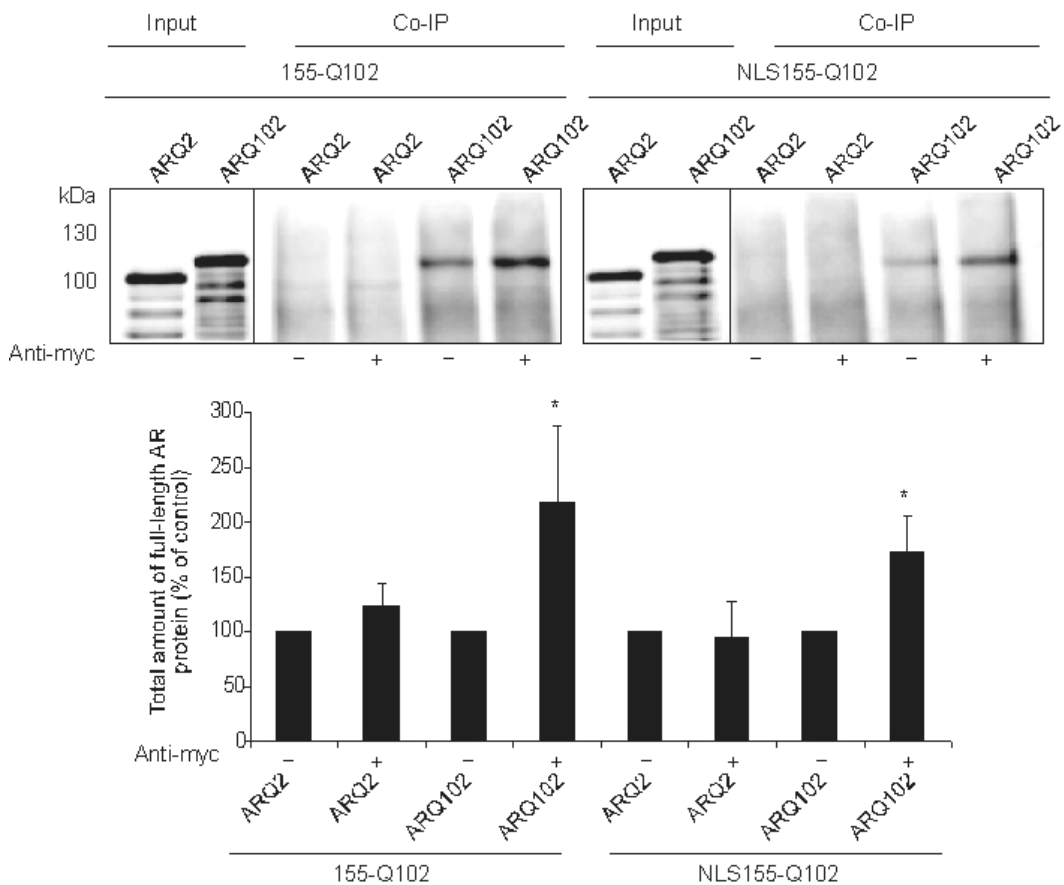 Input Co-IP Input Co-IP
155-Q102 NLS155-Q102
ARQ2 ARQ102 ARQ2 ARQ2 ARQ102 ARQ102 ARQ2 ARQ102 ARQ2 ARQ2 ARQ102 ARQ102
kDa
130
100
Anti-myc – + – + – + – +
Total amount of full-length AR
protein (% of control)
300
250
200
150
100
50
0
* *
Anti-myc – + – + – + – +
ARQ2 ARQ2 ARQ102 ARQ102 ARQ2 ARQ2 ARQ102 ARQ102
155-Q102 NLS155-Q102